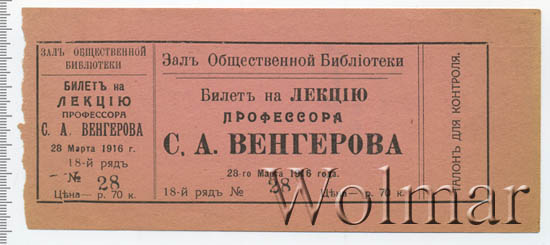 ЗАЛЪ ОБЩЕСТВЕННОЙ
БИБЛІОТЕКИ
БИЛЕТЪ на
ЛЕКЦІЮ
ПРОФЕССОРА
С. А. ВЕНГЕРОВА
28 Марта 1916 г.
18-й рядъ
№ 28
Цѣна— р. 70 к.
Залъ Общественной Библіотеки
Билетъ на ЛЕКЦІЮ
ПРОФЕССОРА
С. А. ВЕНГЕРОВА
28-го Марта 1916 года.
18-й рядъ № 28
Цѣна— р. 70 к.
ТАЛОНЪ ДЛЯ КОНТРОЛЯ.
Wolmar